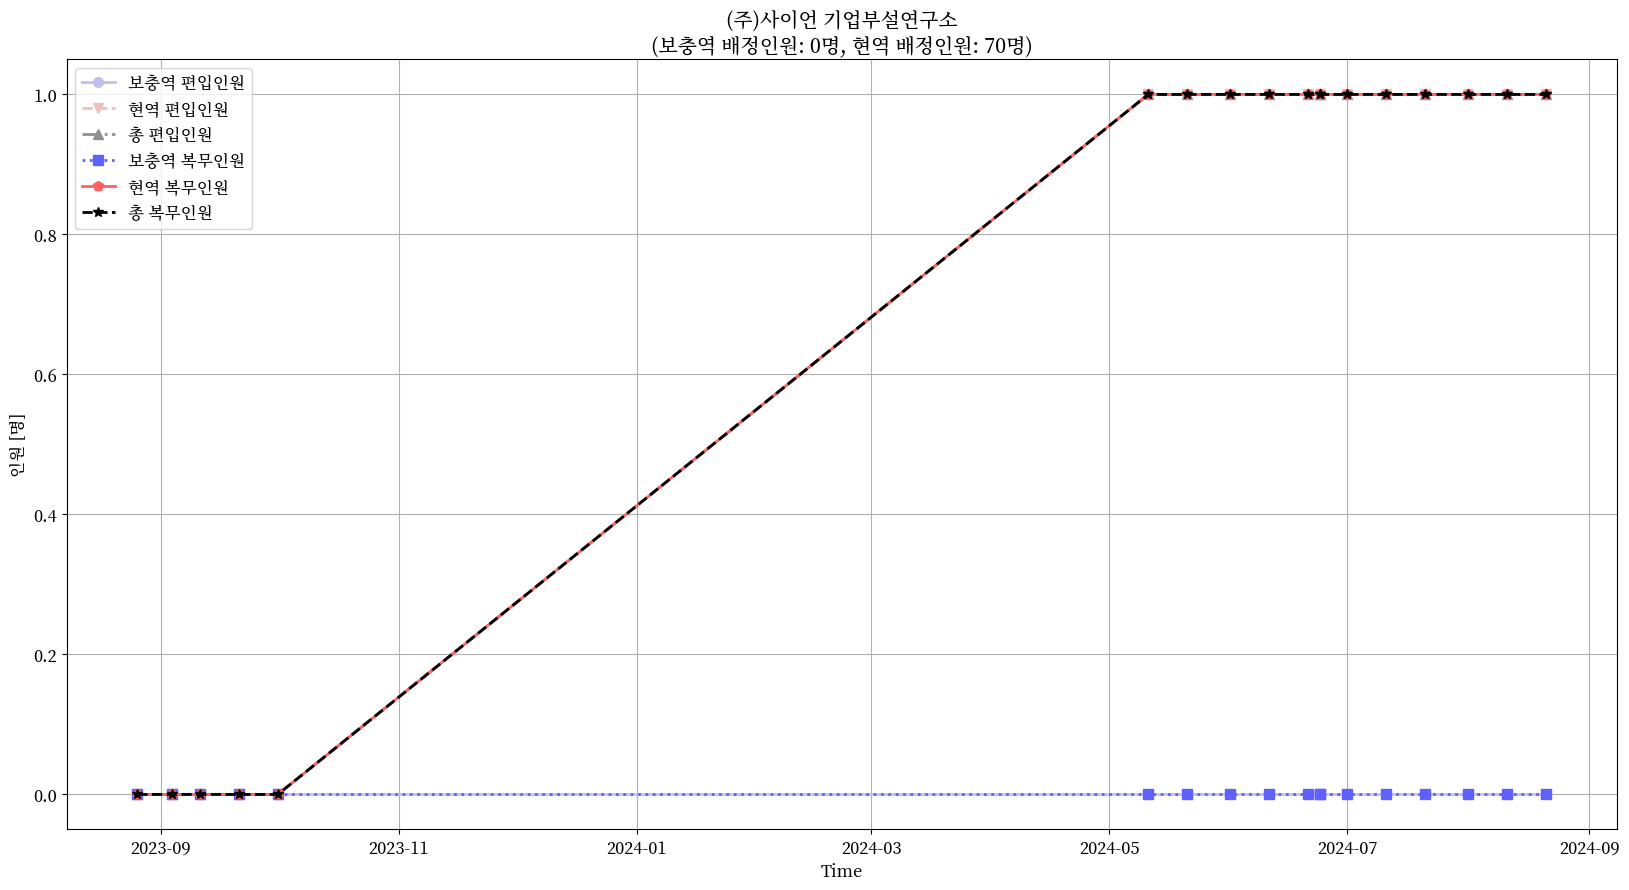 (주)사이언 기업부설연구소
(보충역 배정인원: 0명, 현역 배정인원: 70명)
보충역 편입인원
현역 편입인원
총 편입인원
보충역 복무인원
현역 복무인원
총 복무인원
1.0
0.8
0.6
0.4
0.2
0.0
인원 [명]
2023-09
2023-11
2024-01
2024-03
2024-05
2024-07
2024-09
Time